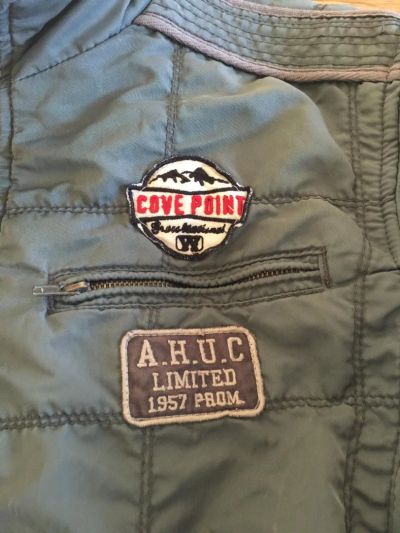 COVE POINT
A.H.U.C
LIMITED
1957 PROM.